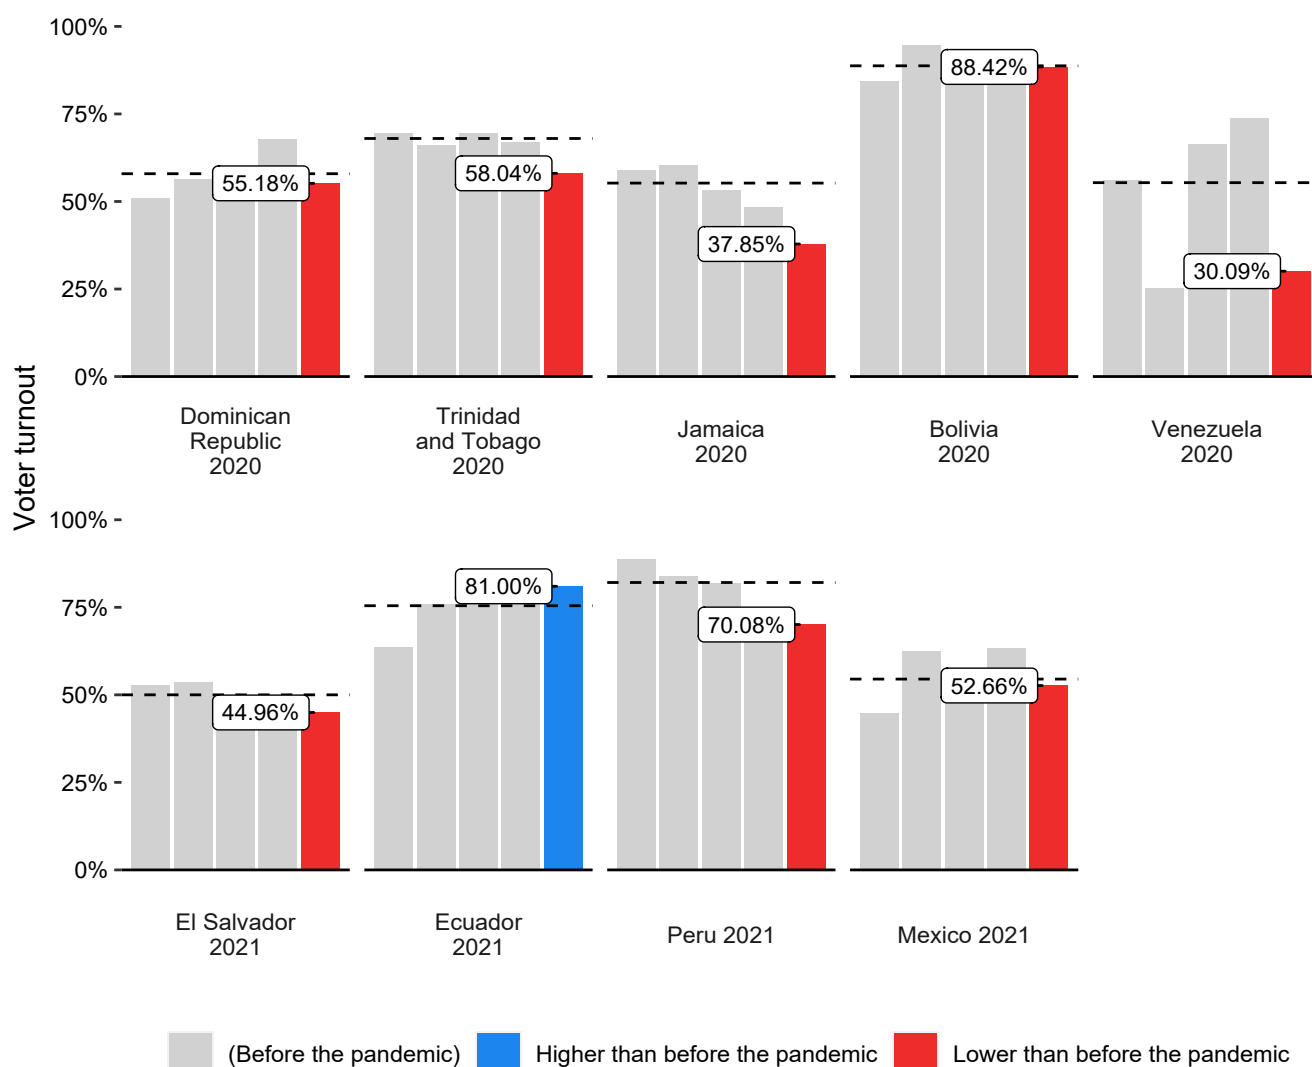 Voter turnout
100%
75%
50%
25%
0%
55.18%
58.04%
37.85%
88.42%
30.09%
Dominican
Republic
2020
Trinidad
and Tobago
2020
Jamaica
2020
Bolivia
2020
Venezuela
2020
100%
75%
50%
25%
0%
44.96%
81.00%
70.08%
52.66%
El Salvador
2021
Ecuador
2021
Peru 2021
Mexico 2021
(Before the pandemic)
Higher than before the pandemic
Lower than before the pandemic